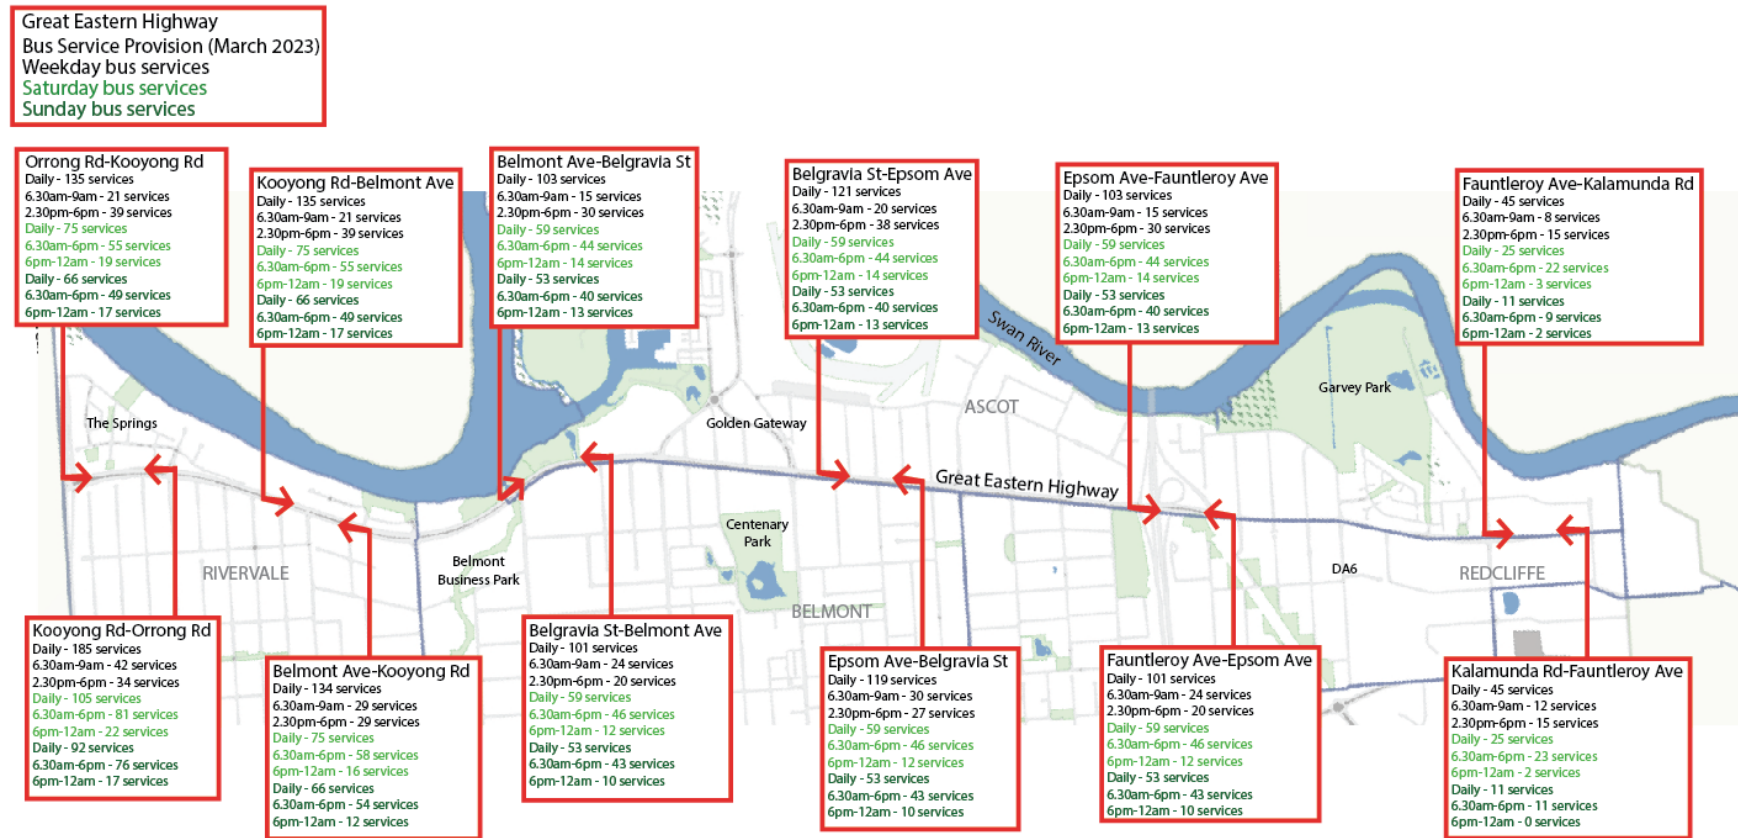 Great Eastern Highway
Bus Service Provision (March 2023)
Weekday bus services
Saturday bus services
Sunday bus services
Orrong Rd-Kooyong Rd
Daily - 135 services
6.30am-9am - 21 services
2.30pm-6pm - 39 services
Daily - 75 services
6.30am-6pm - 55 services
6pm-12am - 19 services
Daily - 66 services
6.30am-6pm - 49 services
6pm-12am - 17 services
Kooyong Rd-Belmont Ave
Daily - 135 services
6.30am-9am - 21 services
2.30pm-6pm - 39 services
Daily - 75 services
6.30am-6pm - 55 services
6pm-12am - 19 services
Daily - 66 services
6.30am-6pm - 49 services
6pm-12am - 17 services
Belmont Ave-Belgravia St
Daily - 103 services
6.30am-9am - 15 services
2.30pm-6pm - 30 services
Daily - 59 services
6.30am-6pm - 44 services
6pm-12am - 14 services
Daily - 53 services
6.30am-6pm - 40 services
6pm-12am - 13 services
Belgravia St-Epsom Ave
Daily - 121 services
6.30am-9am - 20 services
2.30pm-6pm - 38 services
Daily - 59 services
6.30am-6pm - 44 services
6pm-12am - 14 services
Daily - 53 services
6.30am-6pm - 40 services
6pm-12am - 13 services
Epsom Ave-Fauntleroy Ave
Daily - 103 services
6.30am-9am - 15 services
2.30pm-6pm - 30 services
Daily - 59 services
6.30am-6pm - 44 services
6pm-12am - 14 services
Daily - 53 services
6.30am-6pm - 40 services
6pm-12am - 13 services
Fauntleroy Ave-Kalamunda Rd
Daily - 45 services
6.30am-9am - 8 services
2.30pm-6pm - 15 services
Daily - 25 services
6.30am-6pm - 22 services
6pm-12am - 3 services
Daily - 11 services
6.30am-6pm - 9 services
6pm-12am - 2 services
Swan River
The Springs
Golden Gateway
ASCOT
Garvey Park
Great Eastern Highway
Centenary
Park
RIVERVALE
Belmont
Business Park
BELMONT
DA6
REDCLIFFE
Kooyong Rd-Orrong Rd
Daily - 185 services
6.30am-9am - 42 services
2.30pm-6pm - 34 services
Daily - 105 services
6.30am-6pm - 81 services
6pm-12am - 22 services
Daily - 92 services
6.30am-6pm - 76 services
6pm-12am - 17 services
Belmont Ave-Kooyong Rd
Daily - 134 services
6.30am-9am - 29 services
2.30pm-6pm - 29 services
Daily - 75 services
6.30am-6pm - 58 services
6pm-12am - 16 services
Daily - 66 services
6.30am-6pm - 54 services
6pm-12am - 12 services
Belgravia St-Belmont Ave
Daily - 101 services
6.30am-9am - 24 services
2.30pm-6pm - 20 services
Daily - 59 services
6.30am-6pm - 46 services
6pm-12am - 12 services
Daily - 53 services
6.30am-6pm - 43 services
6pm-12am - 10 services
Epsom Ave-Belgravia St
Daily - 119 services
6.30am-9am - 30 services
2.30pm-6pm - 27 services
Daily - 59 services
6.30am-6pm - 46 services
6pm-12am - 12 services
Daily - 53 services
6.30am-6pm - 43 services
6pm-12am - 10 services
Fauntleroy Ave-Epsom Ave
Daily - 101 services
6.30am-9am - 24 services
2.30pm-6pm - 20 services
Daily - 59 services
6.30am-6pm - 46 services
6pm-12am - 12 services
Daily - 53 services
6.30am-6pm - 43 services
6pm-12am - 10 services
Kalamunda Rd-Fauntleroy Ave
Daily - 45 services
6.30am-9am - 12 services
2.30pm-6pm - 15 services
Daily - 25 services
6.30am-6pm - 23 services
6pm-12am - 2 services
Daily - 11 services
6.30am-6pm - 11 services
6pm-12am - 0 services